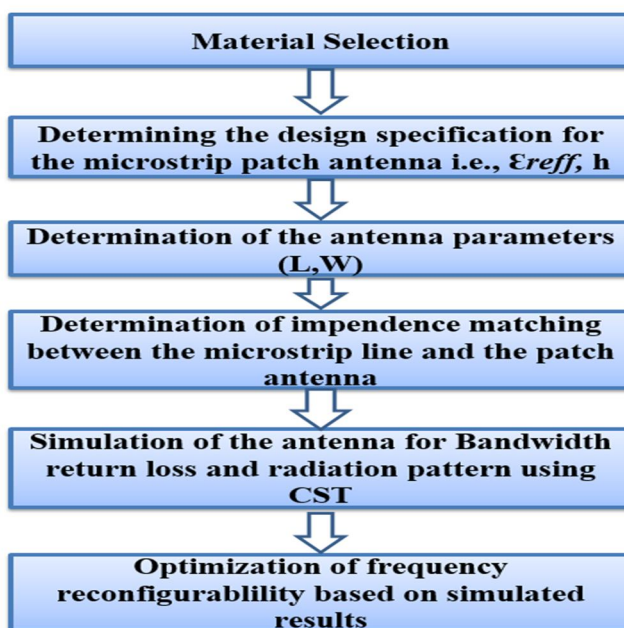 Material Selection
Determining the design specification for
the microstrip patch antenna i.e., Ɛreff, h
Determination of the antenna parameters
(L,W)
Determination of impendence matching
between the microstrip line and the patch
antenna
Simulation of the antenna for Bandwidth
return loss and radiation pattern using
CST
Optimization of frequency
reconfigurablility based on simulated
results